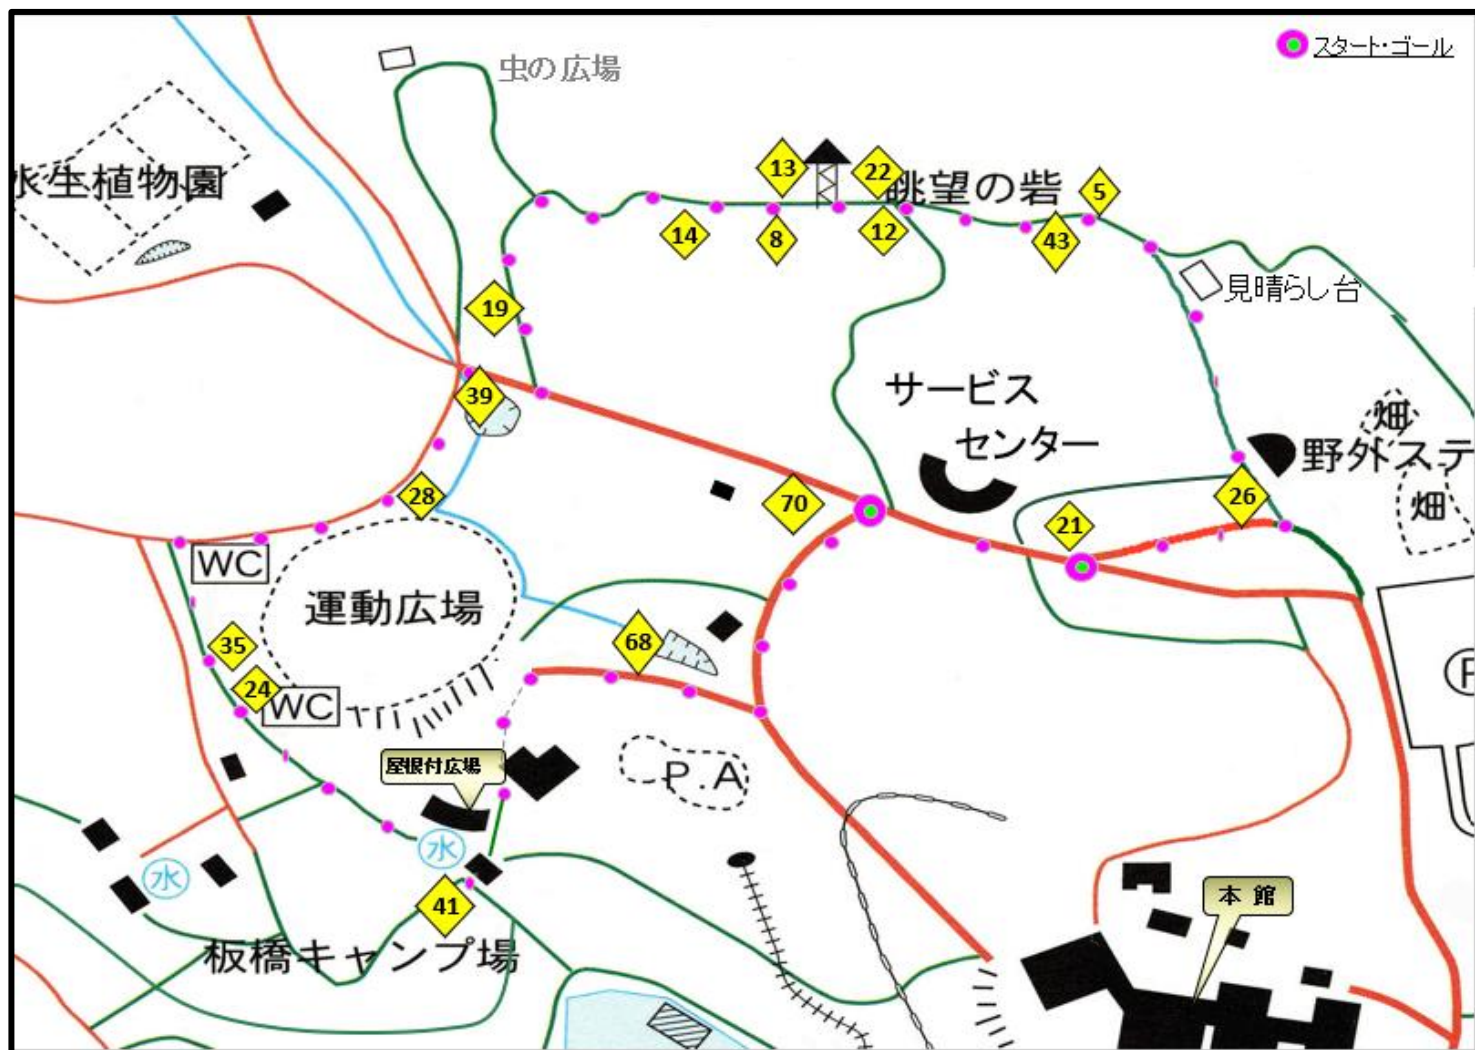 スタート・ゴール
虫の広場
水生植物園
13
22
眺望の砦
5
14
8
12
43
見晴らし台
19
39
サービス
センター
畑
野外ステ
畑
28
70
26
21
WC
運動広場
35
68
24
WC
P
屋根付広場
P.A
水
水
41
本館
板橋キャンプ場